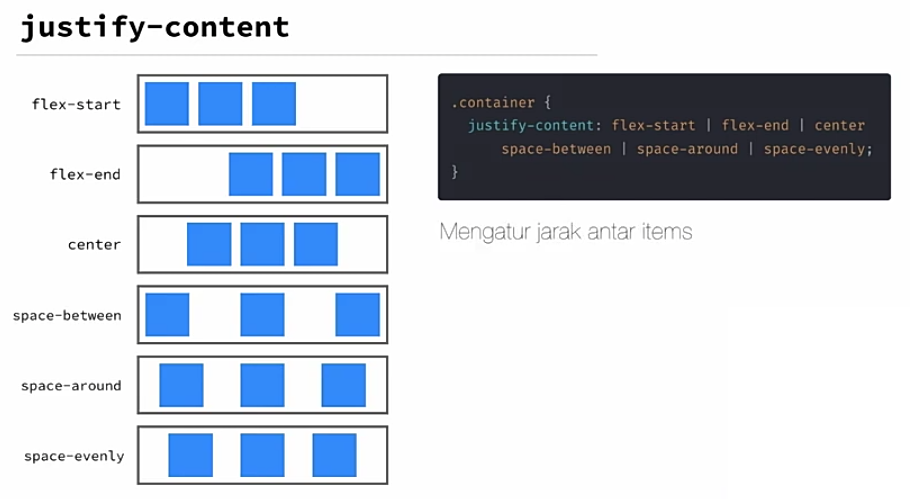 justify-content
flex-start
flex-end
center
space-between
space-around
space-evenly
.container {
justify-content: flex-start | flex-end | center
space-between | space-around | space-evenly;
}
Mengatur jarak antar items